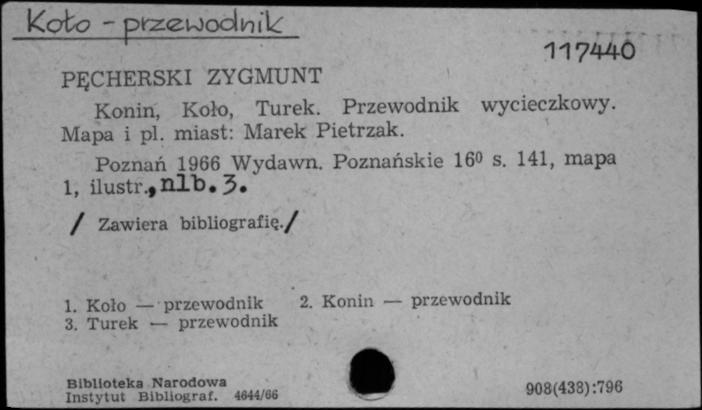 Koło - przewodnik
117440
PĘCHERSKI ZYGMUNT
Konin, Koło, Turek. Przewodnik wycieczkowy.
Mapa i pl. miast: Marek Pietrzak.
Poznań 1966 Wydawn. Poznańskie 16⁰ s. 141, mapa
1, ilustr., nlb. 3.
/ Zawiera bibliografię./
1. Koło — przewodnik 2. Konin — przewodnik
3. Turek — przewodnik
Biblioteka Narodowa
Instytut Bibliograf. 4644/66
908(438):796